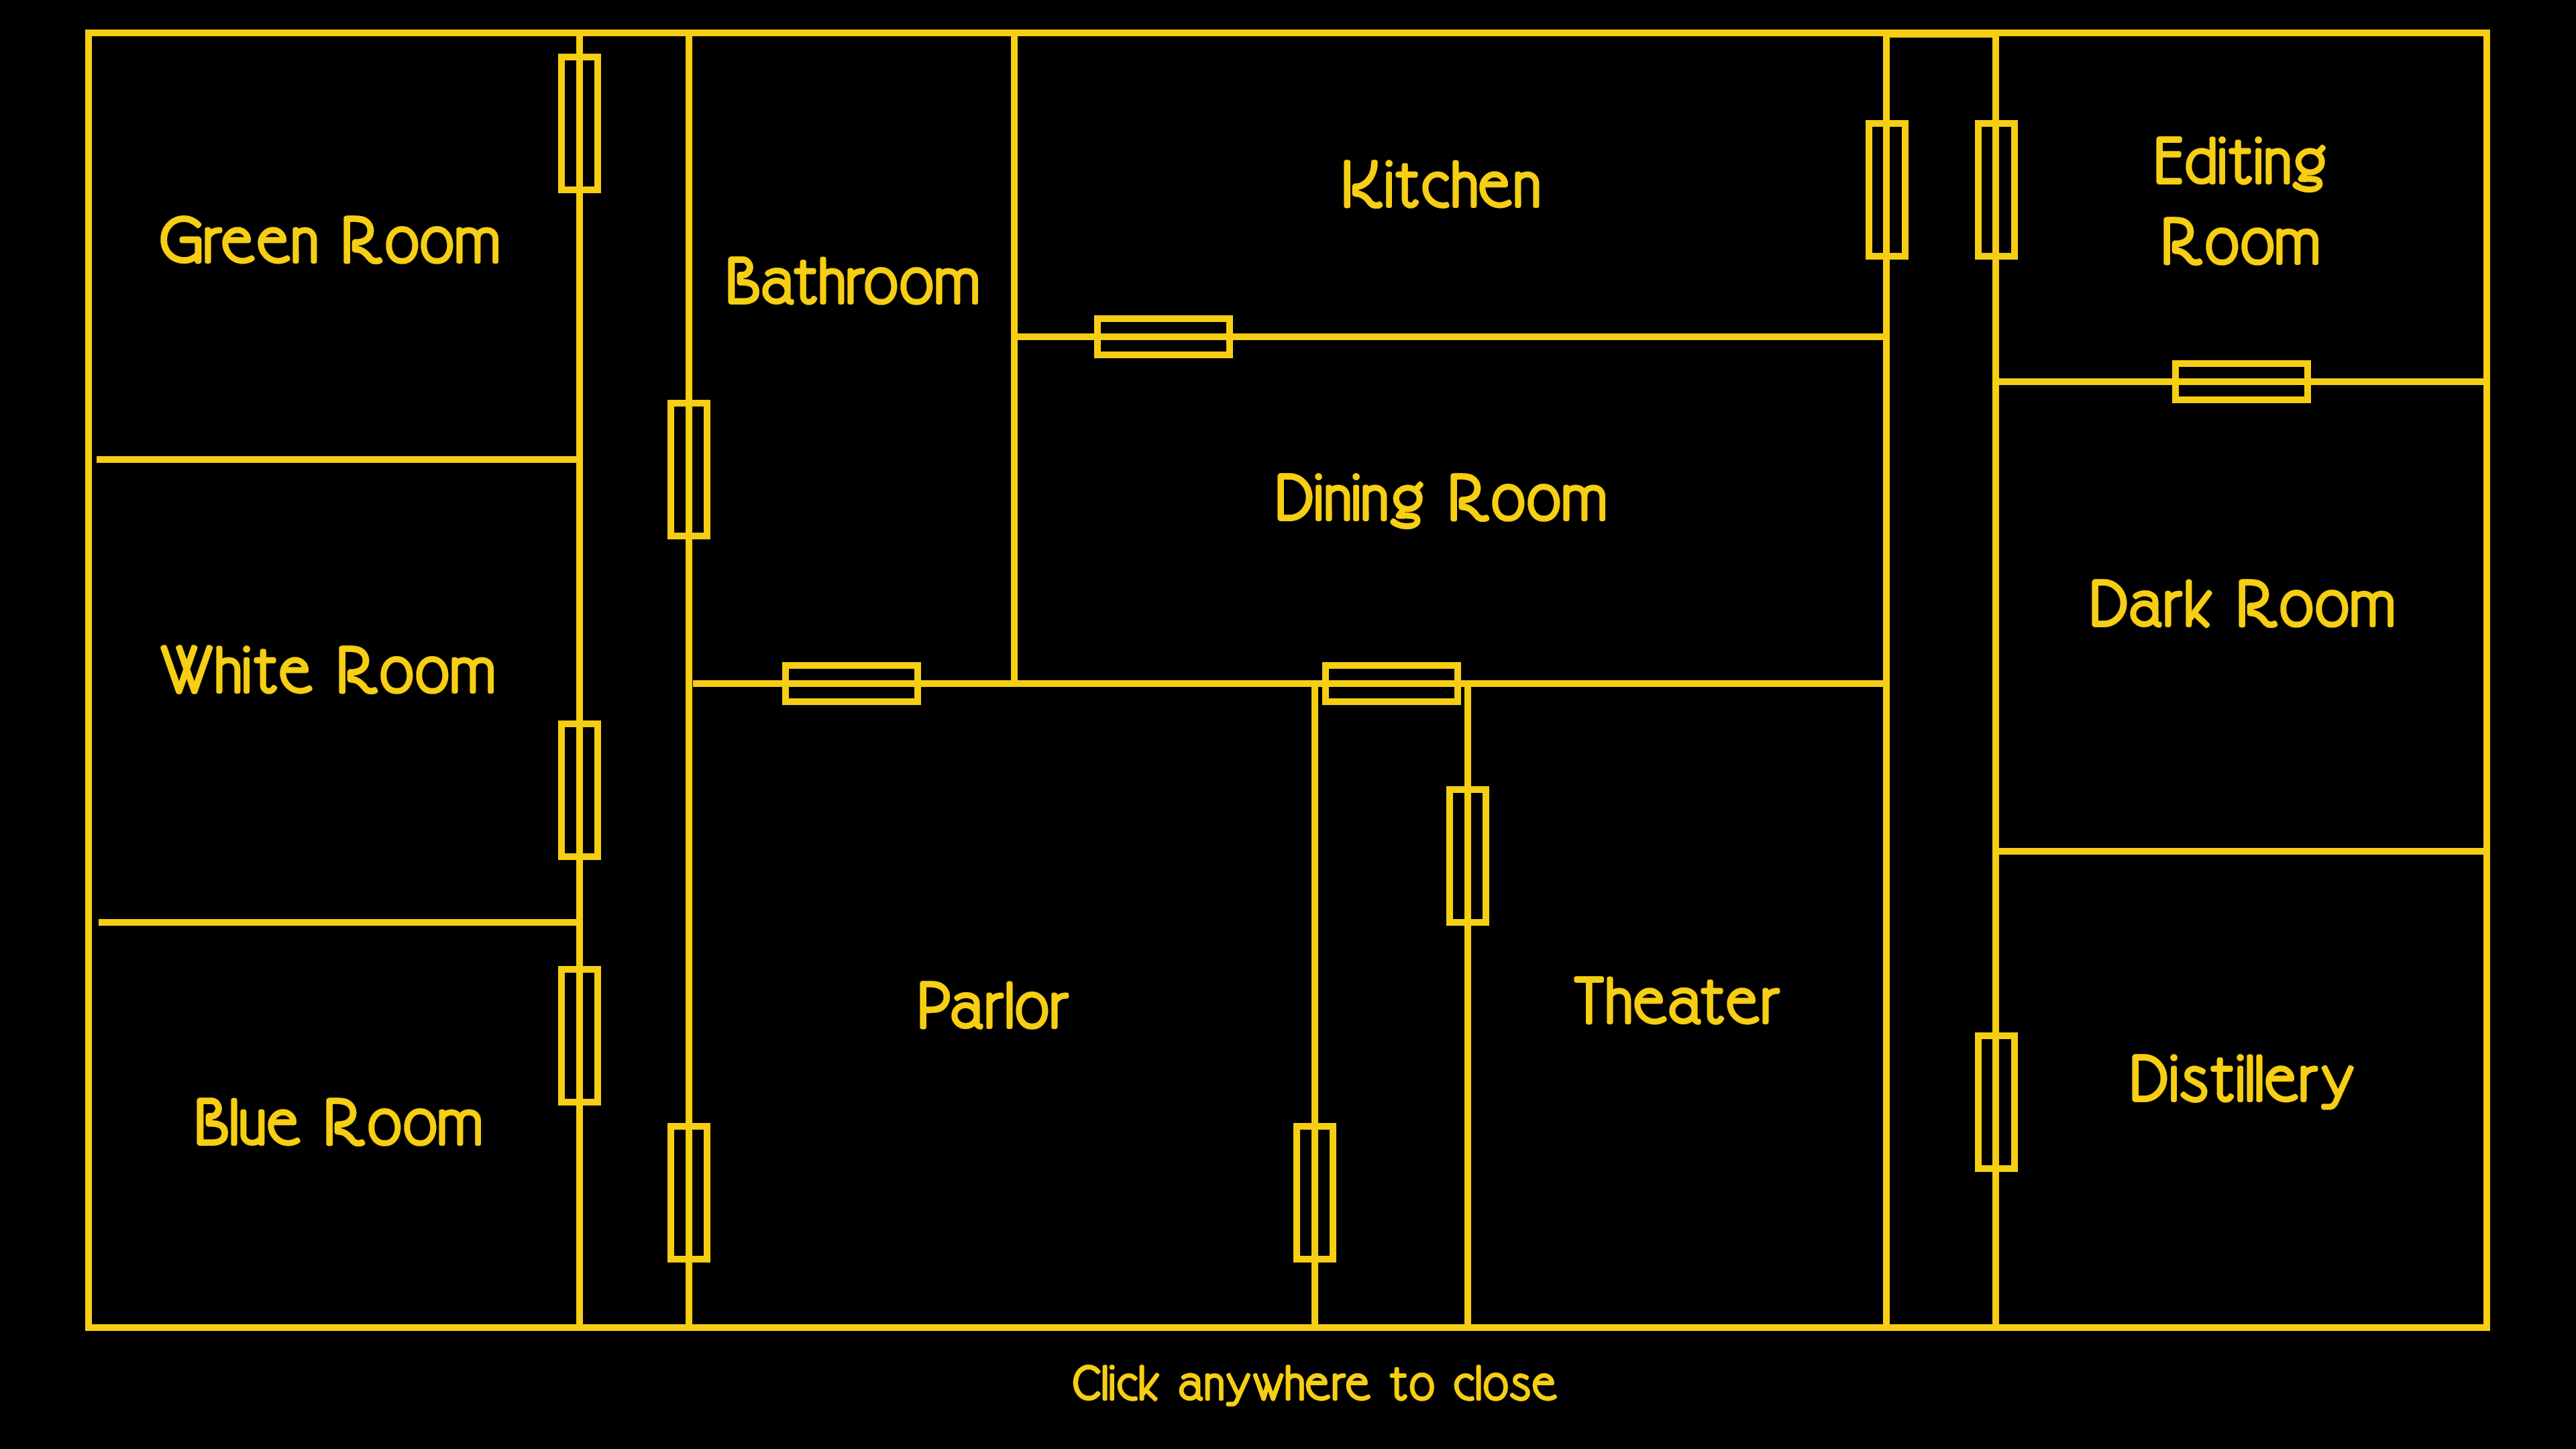 Green Room
Bathroom
Kitchen
Editing
Room
Dining Room
Dark Room
White Room
Parlor
Theater
Blue Room
Distillery
Click anywhere to close